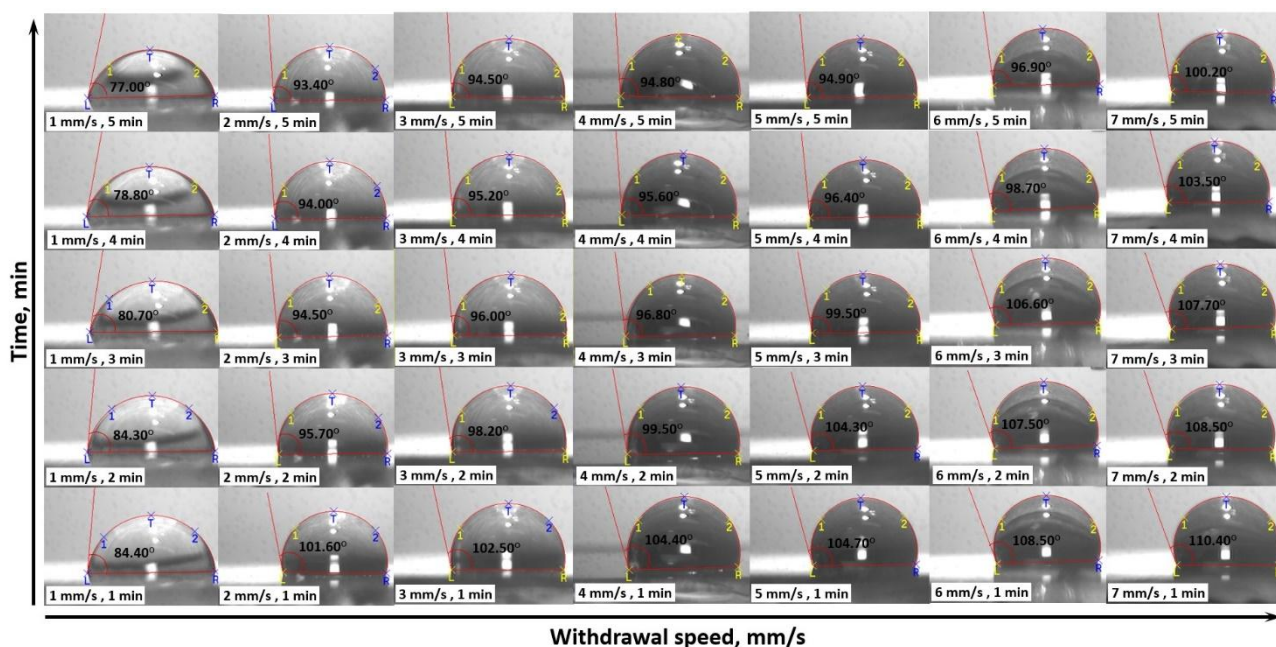 Time, min
77.00°
1 mm/s , 5 min
93.40°
2 mm/s, 5 min
94.50°
3 mm/s, 5 min
94.80°
4 mm/s, 5 min
94.90°
5 mm/s, 5 min
96.90°
6 mm/s, 5 min
100.20°
7 mm/s, 5 min
78.80°
1 mm/s, 4 min
94.00°
2 mm/s, 4 min
95.20°
3 mm/s , 4 min
95.60°
4 mm/s, 4 min
96.40°
5 mm/s , 4 min
98.70°
6 mm/s, 4 min
103.50°
7 mm/s, 4 min
80.70°
1 mm/s , 3 min
94.50°
2 mm/s, 3 min
96.00°
3 mm/s , 3 min
96.80°
4 mm/s , 3 min
99.50°
5 mm/s , 3 min
106.60°
6 mm/s, 3 min
107.70°
7 mm/s, 3 min
84.30°
1 mm/s , 2 min
95.70°
2 mm/s, 2 min
98.20°
3 mm/s , 2 min
99.50°
4 mm/s , 2 min
104.30°
5 mm/s , 2 min
107.50°
6 mm/s , 2 min
108.50°
7 mm/s, 2 min
84.40°
1 mm/s , 1 min
101.60°
2 mm/s , 1 min
102.50°
3 mm/s , 1 min
104.40°
4 mm/s , 1 min
104.70°
5 mm/s , 1 min
108.50°
6 mm/s , 1 min
110.40°
7 mm/s, 1 min
Withdrawal speed, mm/s